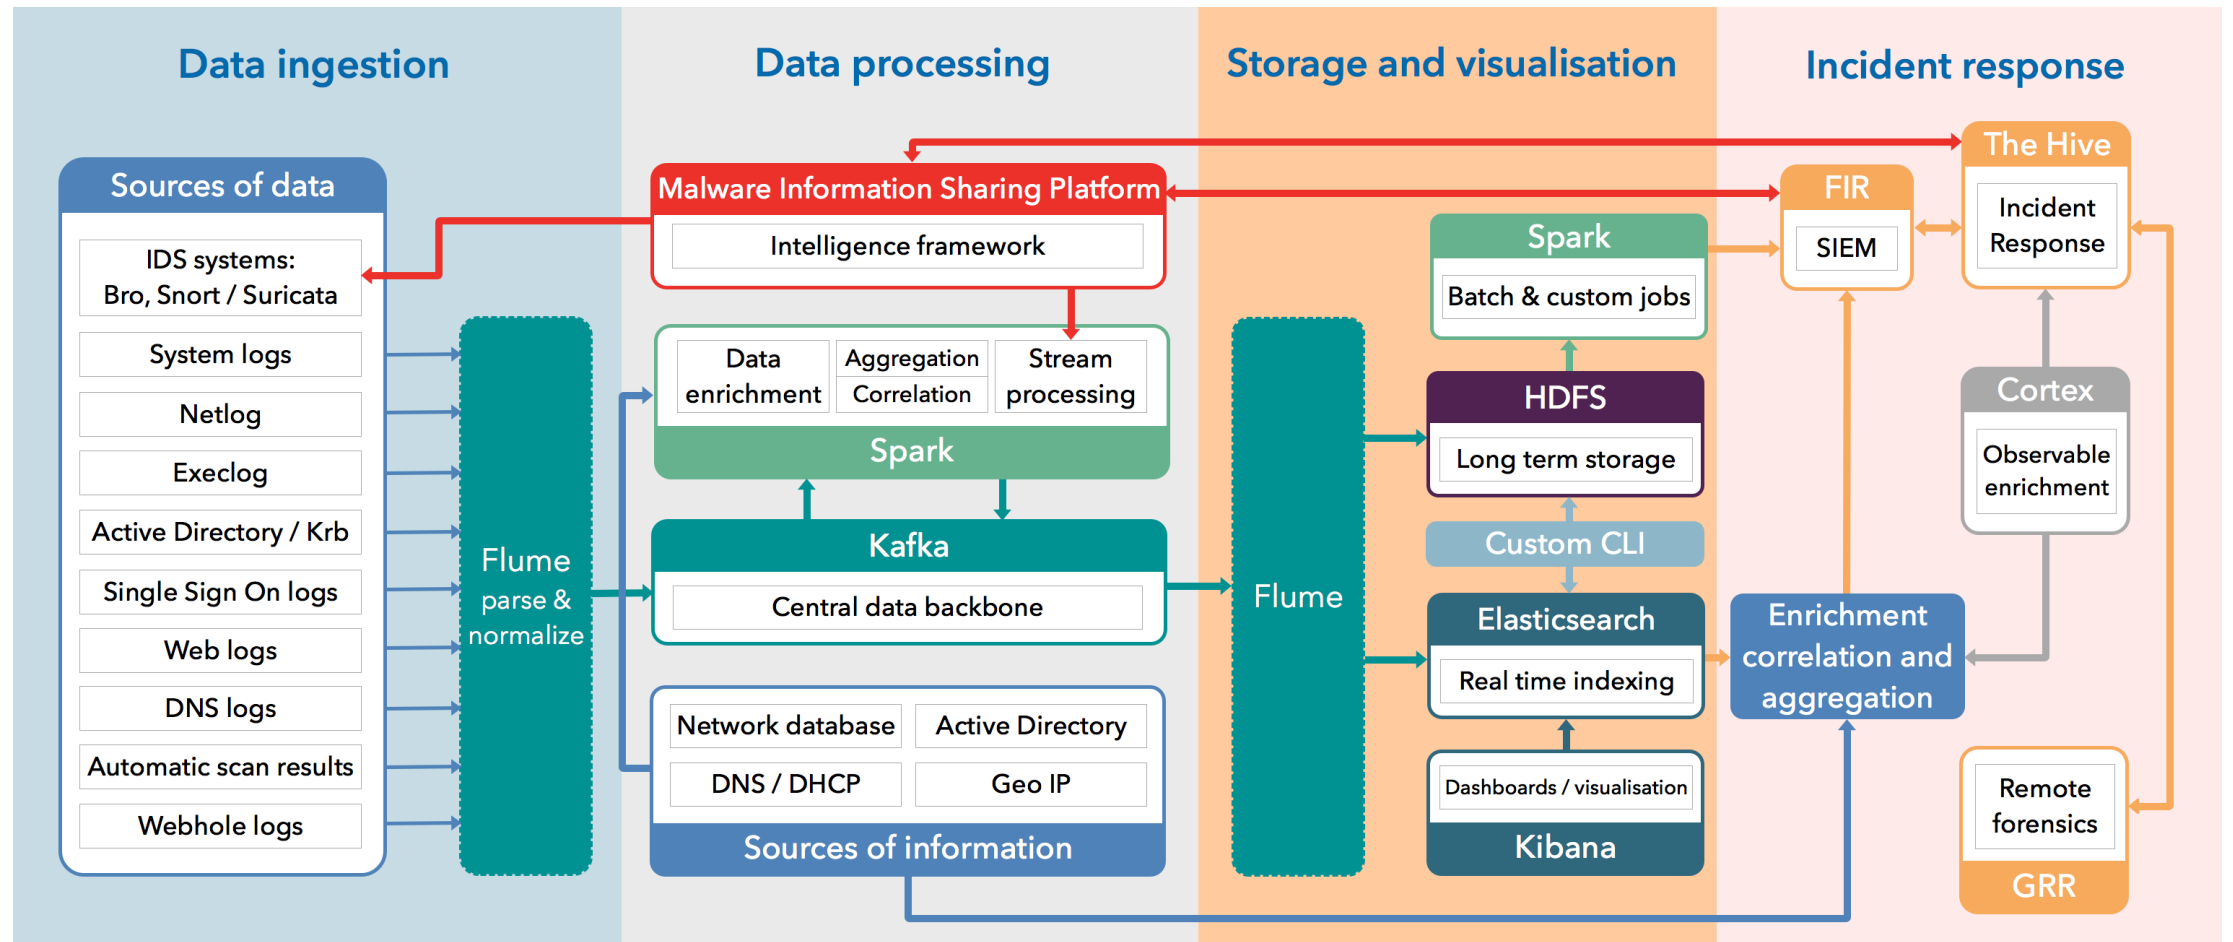 Data ingestion
Sources of data
IDS systems:
Bro, Snort / Suricata
System logs
Netlog
Execlog
Active Directory / Krb
Single Sign On logs
Web logs
DNS logs
Automatic scan results
Webhole logs
Flume
parse &
normalize
Data processing
Malware Information Sharing Platform
Intelligence framework
Data
enrichment
Aggregation
Correlation
Stream
processing
Spark
Kafka
Central data backbone
Network database
Active Directory
DNS / DHCP
Geo IP
Sources of information
Storage and visualisation
Flume
Spark
Batch & custom jobs
HDFS
Long term storage
Custom CLI
Elasticsearch
Real time indexing
Dashboards / visualisation
Kibana
Incident response
The Hive
Incident
Response
FIR
SIEM
Cortex
Observable
enrichment
Enrichment
correlation and
aggregation
Remote
forensics
GRR